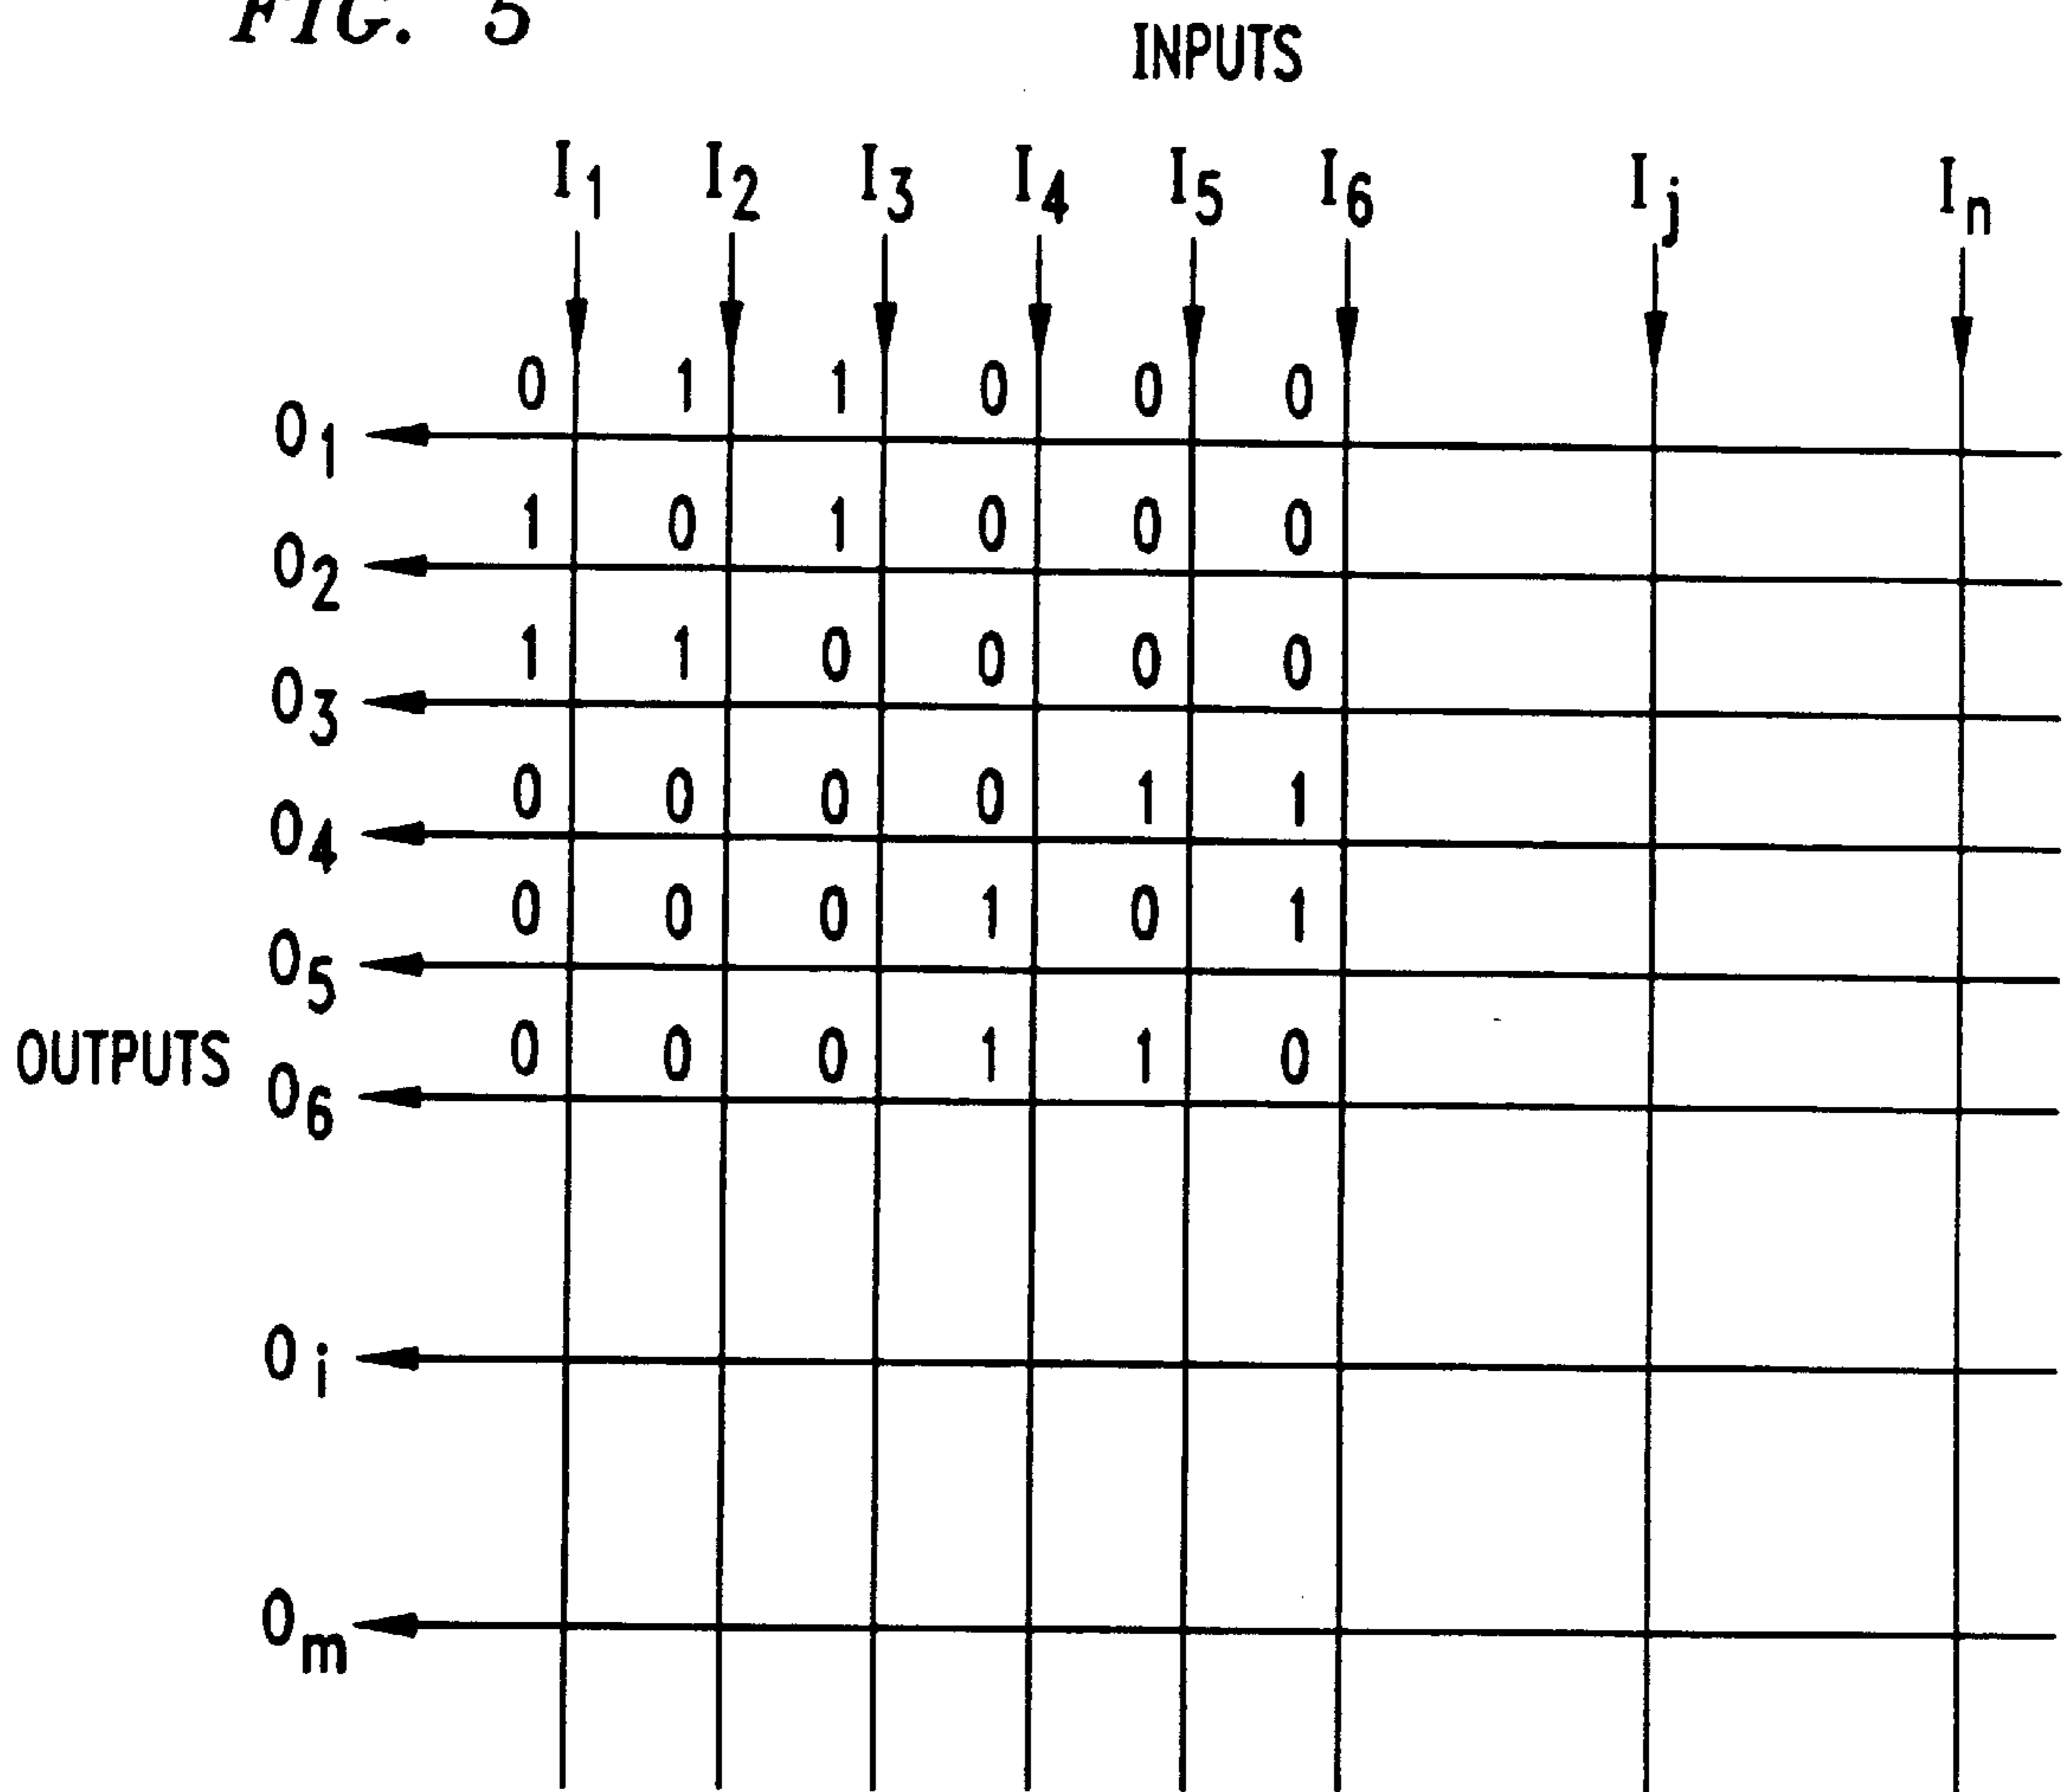 FIG. 5
INPUTS
I1 I2 I3 I4 I5 I6 Ij In
0 1 1 0 0 0
O1
1 0 1 0 0 0
O2
1 1 0 0 0 0
O3
0 0 0 0 1 1
O4
0 0 0 1 0 1
O5
0 0 0 1 1 0
OUTPUTS O6
Oi
Om